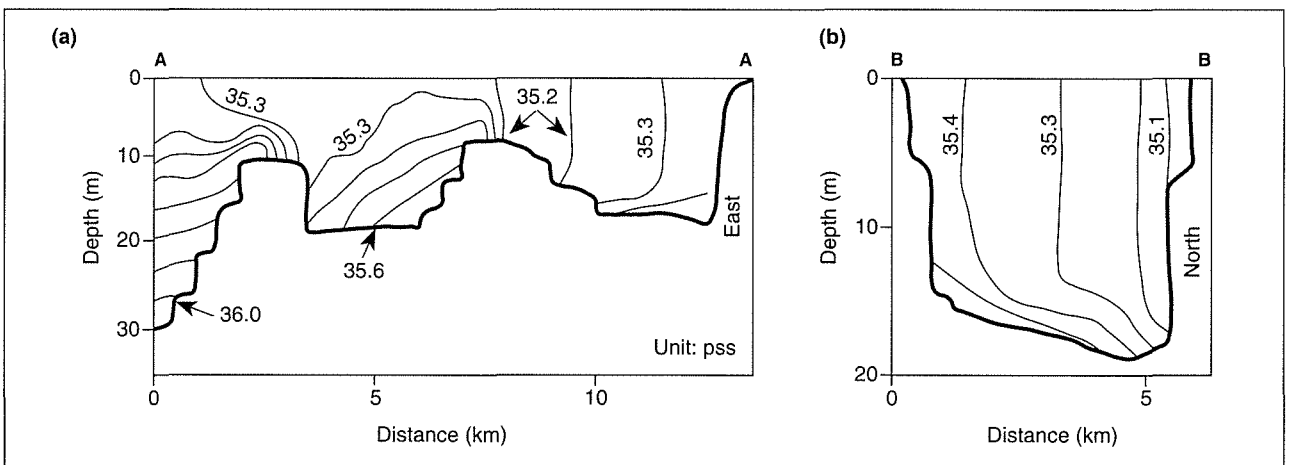 (a)
A
A
0
10
20
30
Depth (m)
35.3
35.3
35.2
35.3
35.6
36.0
East
Unit: pss
0
5
10
Distance (km)
(b)
B
B
0
10
20
Depth (m)
35.4
35.3
35.1
North
0
5
Distance (km)